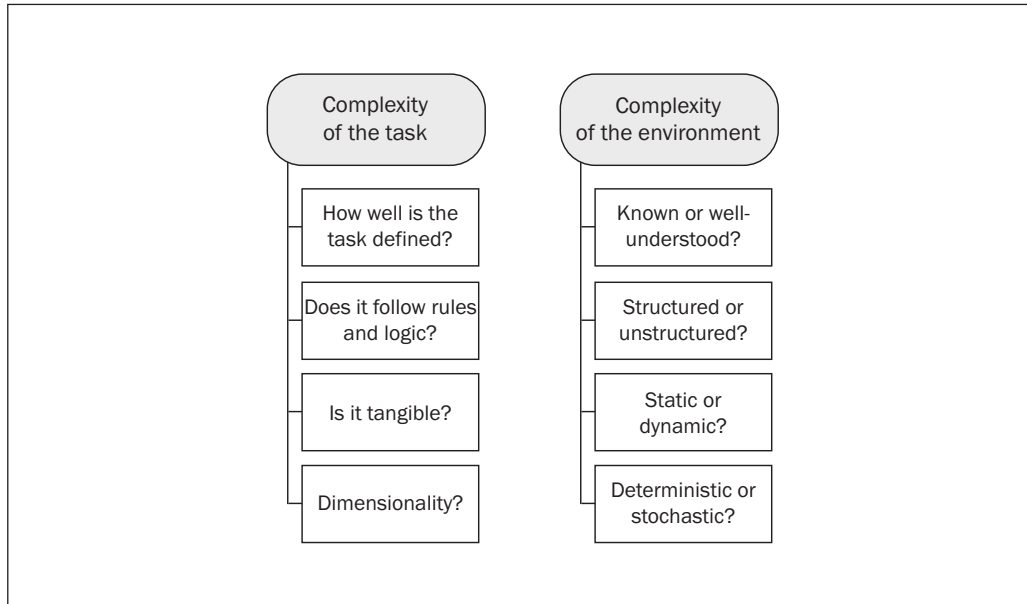 Complexity
of the task
How well is the
task defined?
Does it follow rules
and logic?
Is it tangible?
Dimensionality?
Complexity
of the environment
Known or well-
understood?
Structured or
unstructured?
Static or
dynamic?
Deterministic or
stochastic?